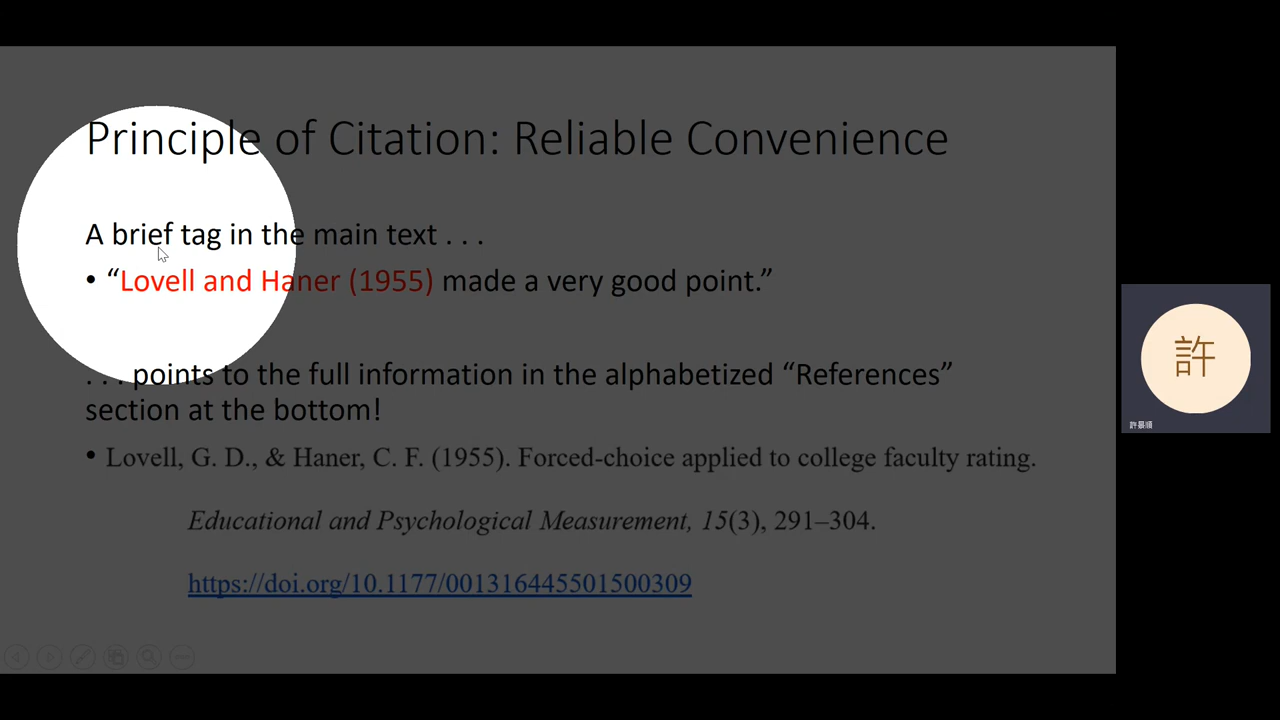 Principle of Citation: Reliable Convenience
A brief tag in the main text . . .
• “Lovell and Haner (1955) made a very good point.”
. . . points to the full information in the alphabetized “References”
section at the bottom!
• Lovell, G. D., & Haner, C. F. (1955). Forced-choice applied to college faculty rating.
Educational and Psychological Measurement, 15(3), 291–304.
https://doi.org/10.1177/001316445501500309
許
許景順